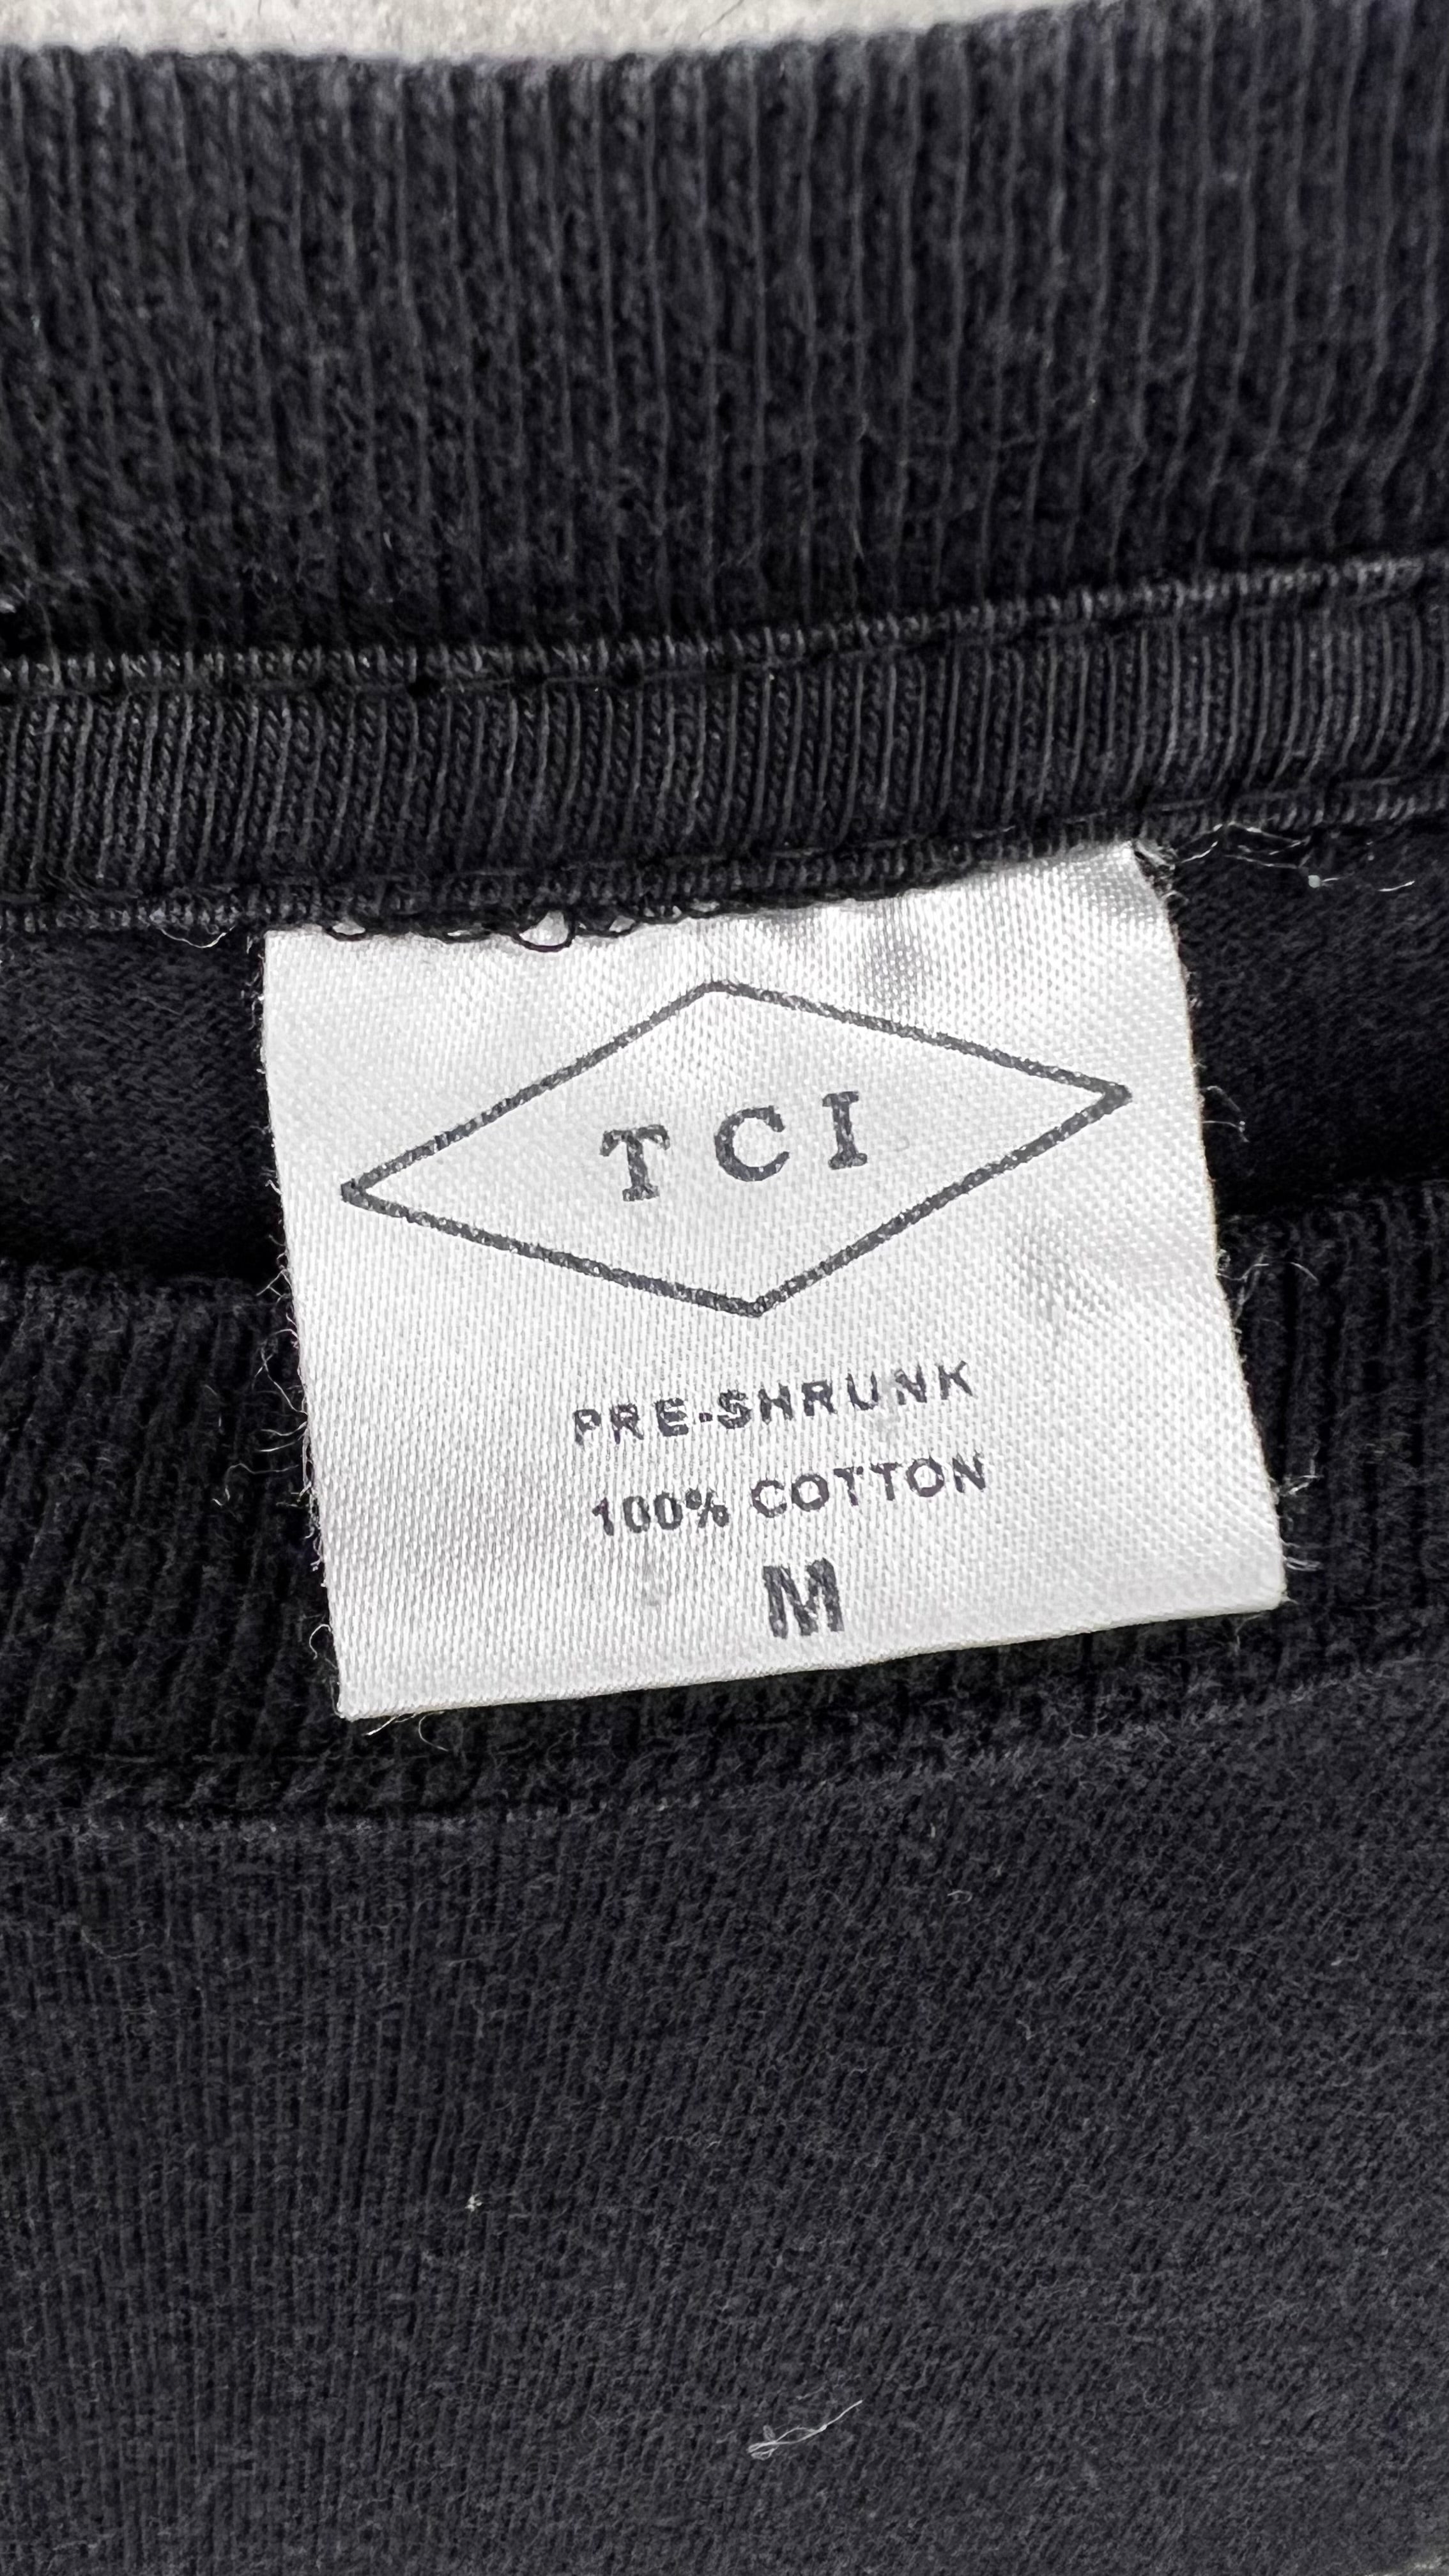 TCI
PRE-SHRUNK
100% COTTON
M